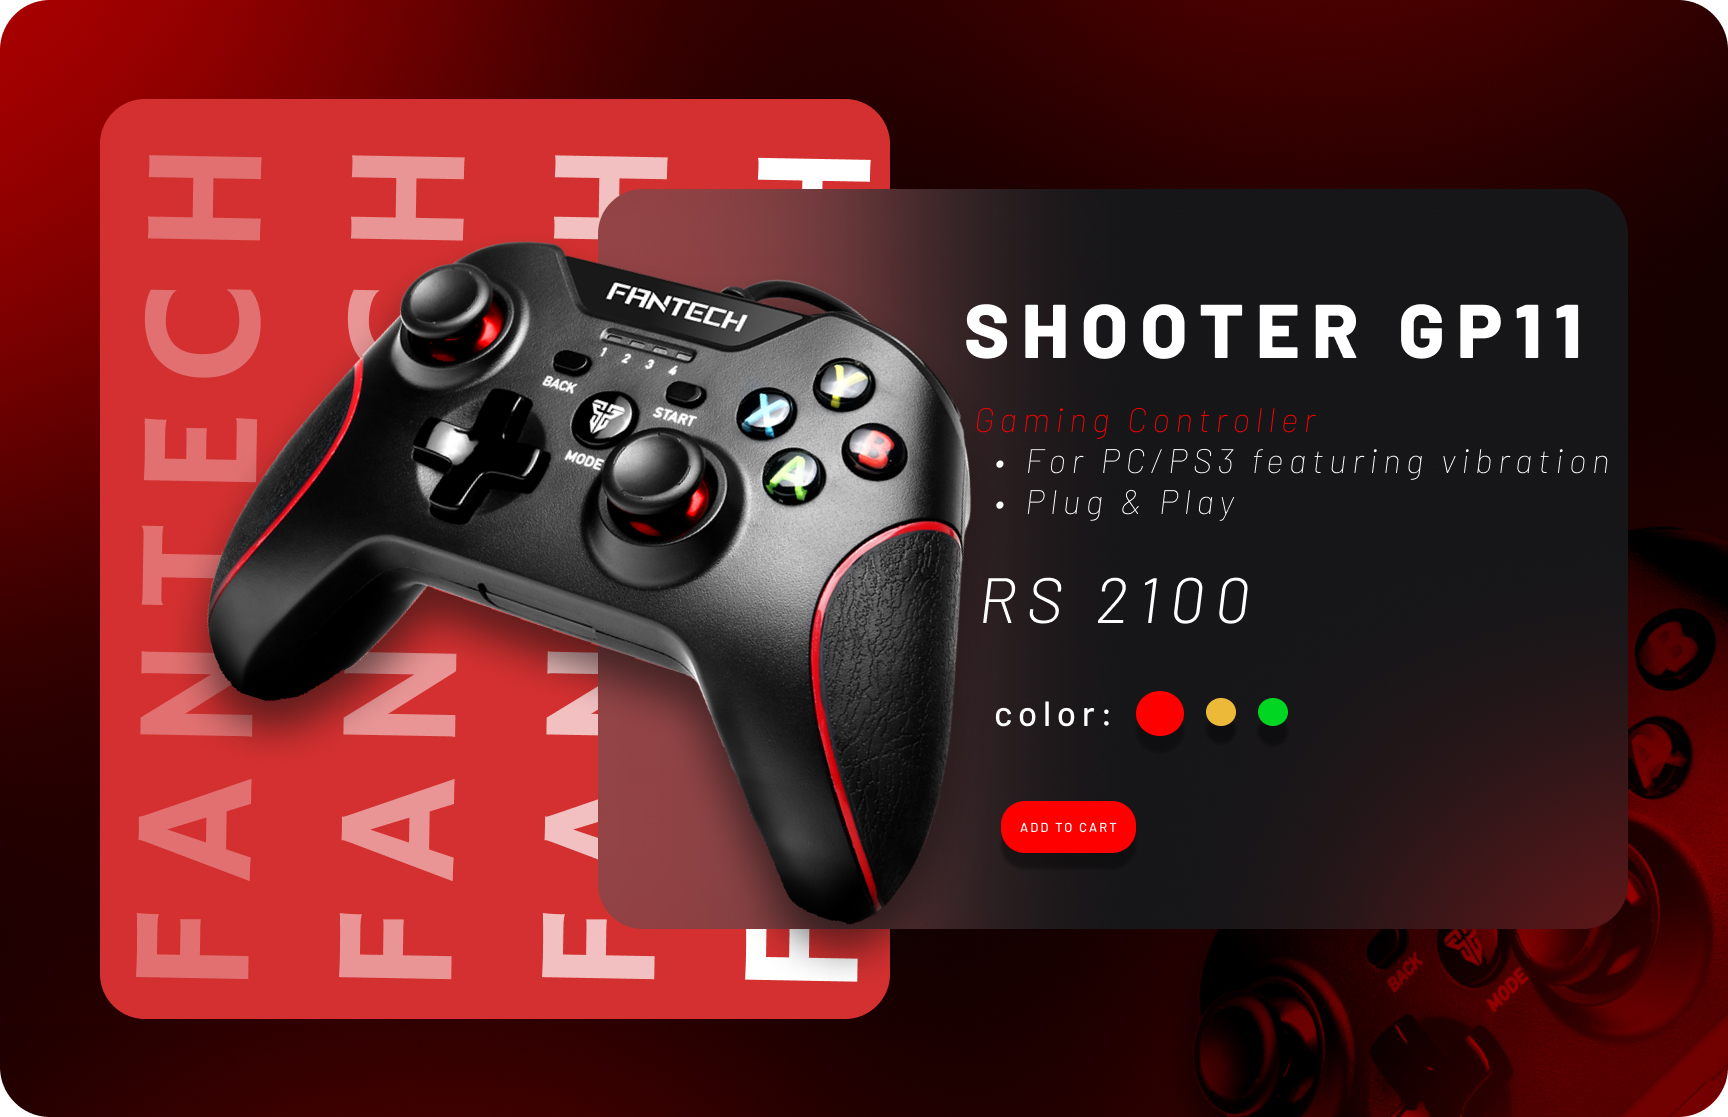 FANTECH
FANTECH
FANTECH
F
H
FANTECH
1 2 3 4
BACK
START
MODE
X
Y
A
B
SHOOTER GP11
Gaming Controller
• For PC/PS3 featuring vibration
• Plug & Play
RS 2100
color:
ADD TO CART
B
A
BACK
MODE